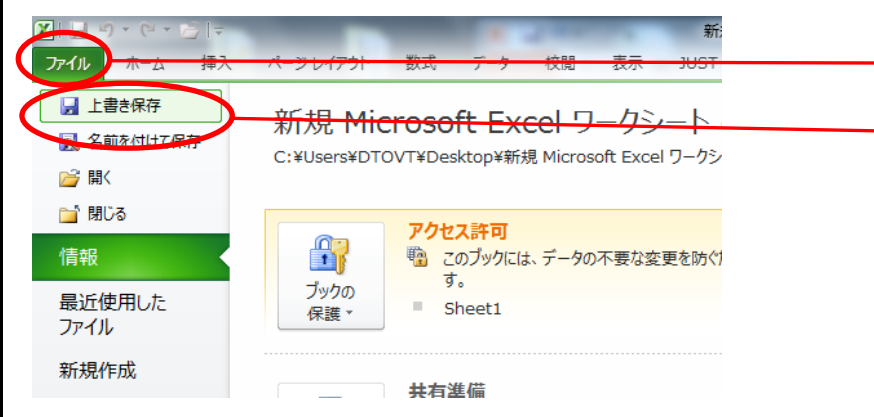 新規
ファイル ホーム 挿入 ページ レイアウト 数式 データ 校閲 表示 JUST
上書き保存
名前を付けて保存
開く
閉じる
情報
最近使用した
ファイル
新規作成
新規 Microsoft Excel ワークシート
C:¥Users¥DTOVT¥Desktop¥新規 Microsoft Excel ワークシ
ブックの
保護
アクセス許可
このブックには、データの不要な変更を防ぐた
す。
Sheet1
共有準備